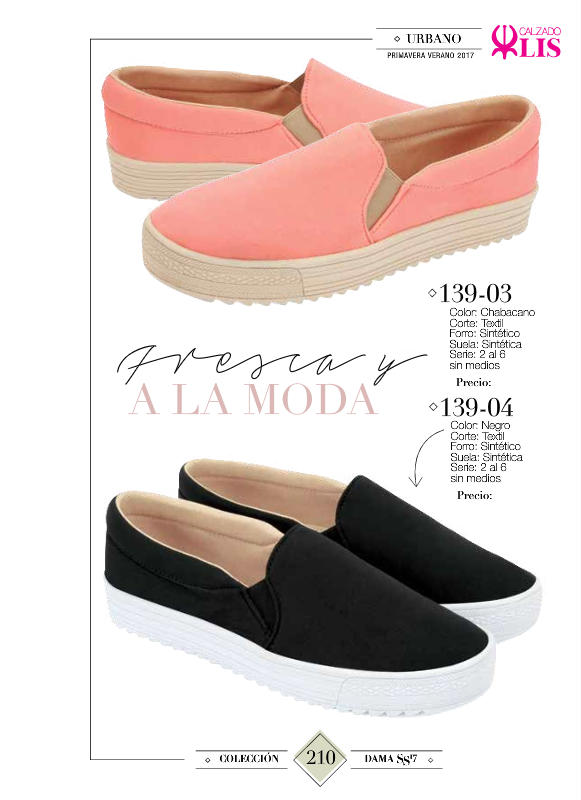 URBANO
PRIMAVERA VERANO 2017
CALZADO
LIS
139-03
Color: Chabacano
Corte: Textil
Forro: Sintético
Suela: Sintética
Serie: 2 al 6
sin medios
Precio:
Fresca y
A LA MODA
139-04
Color: Negro
Corte: Textil
Forro: Sintético
Suela: Sintética
Serie: 2 al 6
sin medios
Precio:
COLECCIÓN
210
DAMA SS'17